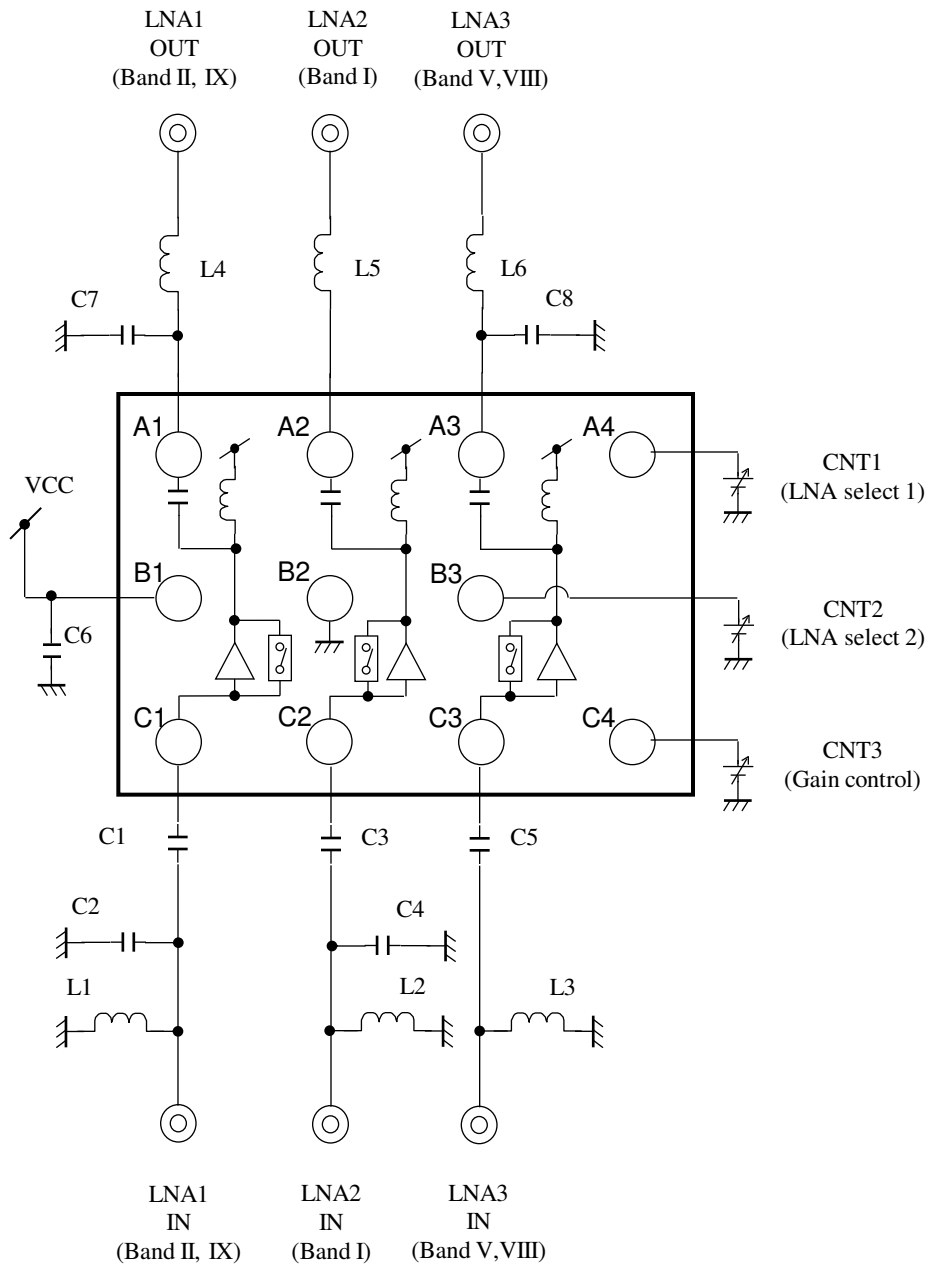 LNA1 LNA2 LNA3
OUT OUT OUT
(Band II, IX) (Band I) (Band V,VIII)
L4 L5 L6
C7 C8
A1 A2 A3 A4
CNT1
(LNA select 1)
VCC
B1 B2 B3
CNT2
(LNA select 2)
C6
C1 C2 C3 C4
CNT3
(Gain control)
C1 C3 C5
C2 C4
L1 L2 L3
LNA1 LNA2 LNA3
IN IN IN
(Band II, IX) (Band I) (Band V,VIII)